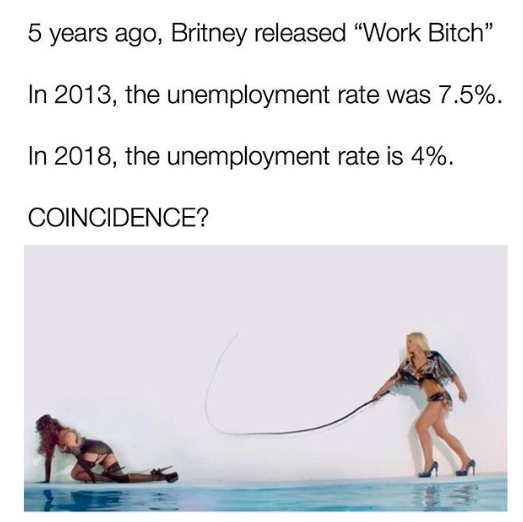 5 years ago, Britney released “Work Bitch”
In 2013, the unemployment rate was 7.5%.
In 2018, the unemployment rate is 4%.
COINCIDENCE?